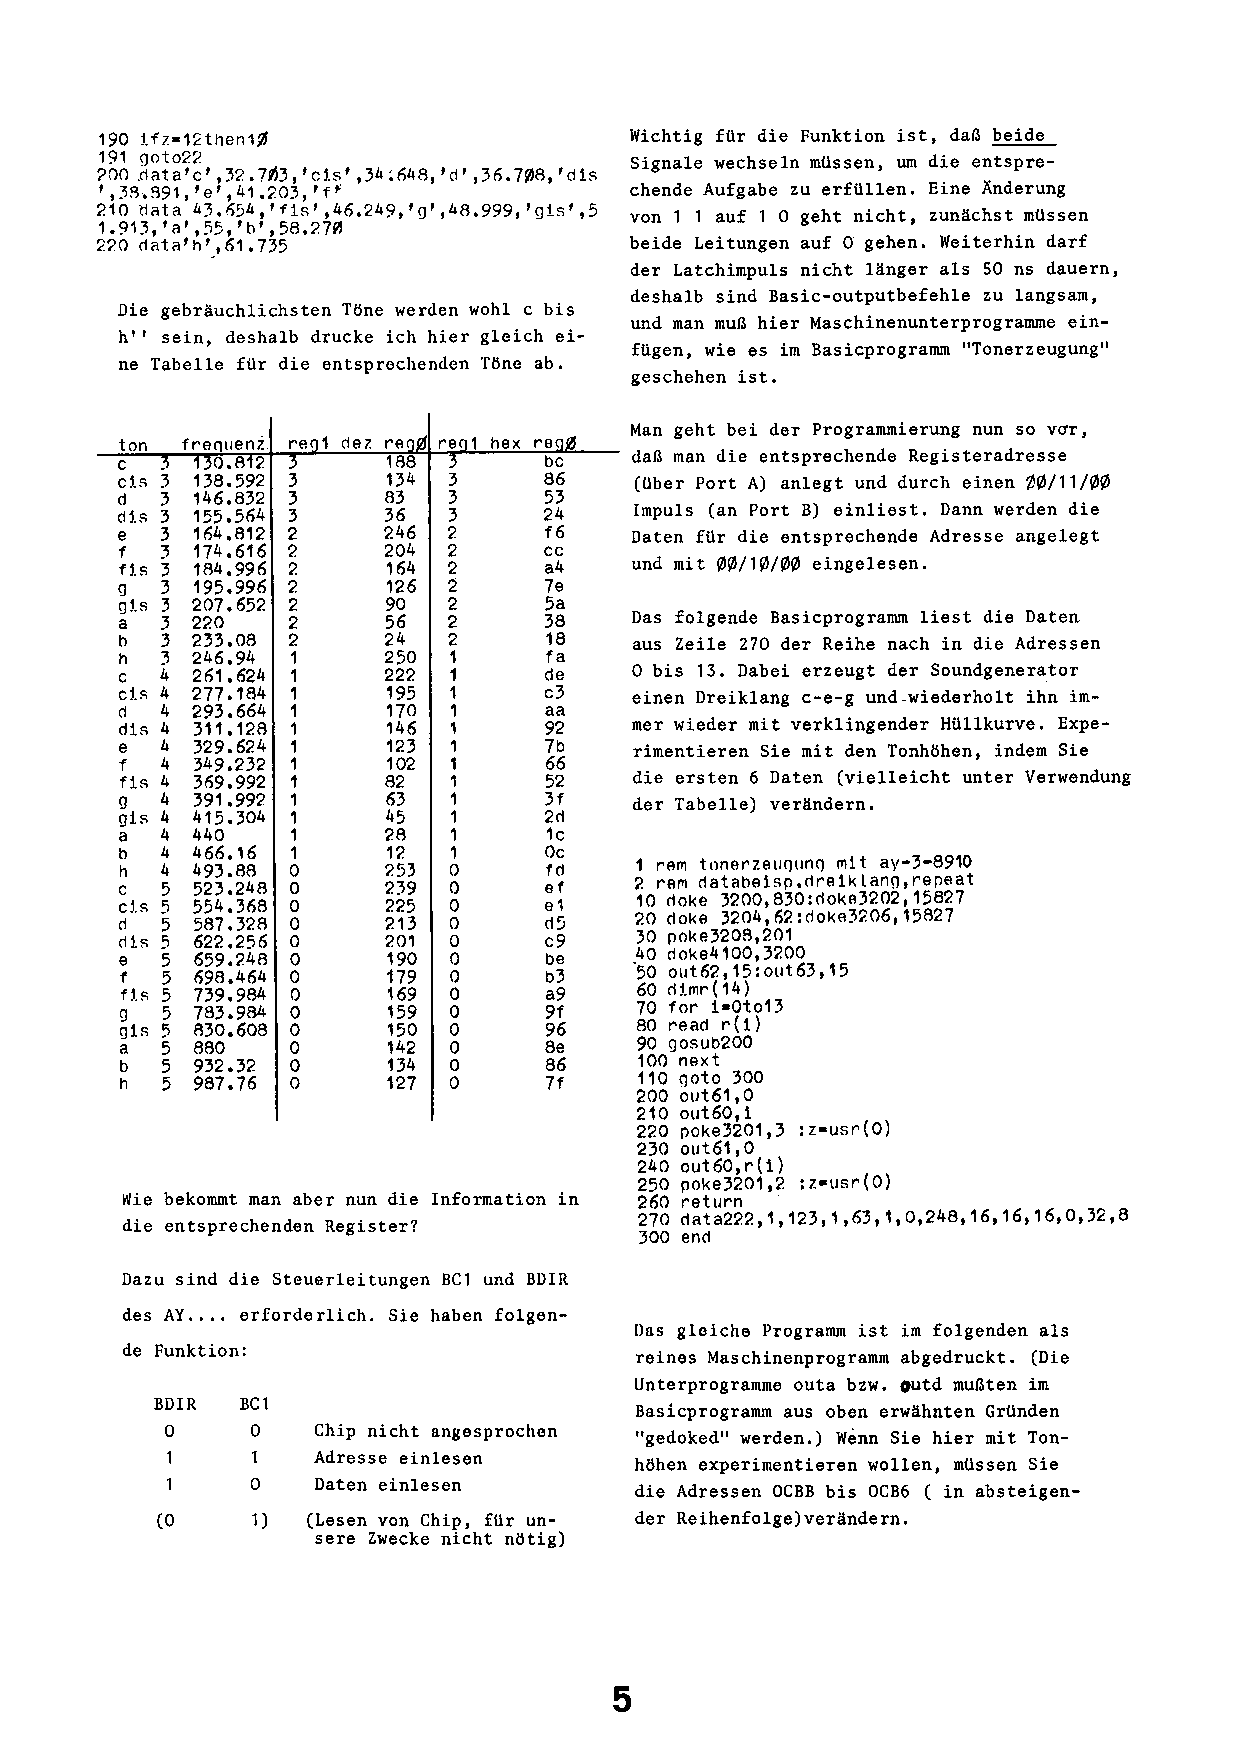 190 ifz=12then1Ø
191 goto22
200 data'c',32.7Ø3,'cis',34.648,'d',36.7Ø8,'dis
',38.891,'e',41.203,'f'
210 data 43.654,'fis',46.249,'g',48.999,'gis',5
1.913,'a',55,'b',58.27Ø
220 data'h',61.735
Die gebräuchlichsten Töne werden wohl c bis
h'' sein, deshalb drucke ich hier gleich ei-
ne Tabelle für die entsprechenden Töne ab.
ton frequenz reg1 dez regØ reg1 hex regØ
c 3 130.812 3 188 3 bc
cis 3 138.592 3 134 3 86
d 3 146.832 3 83 3 53
dis 3 155.564 3 36 3 24
e 3 164.812 2 246 2 f6
f 3 174.616 2 204 2 cc
fis 3 184.996 2 164 2 a4
g 3 195.996 2 126 2 7e
gis 3 207.652 2 90 2 5a
a 3 220 2 56 2 38
b 3 233.08 2 24 2 18
h 3 246.94 1 250 1 fa
c 4 261.624 1 222 1 de
cis 4 277.184 1 195 1 c3
d 4 293.664 1 170 1 aa
dis 4 311.128 1 146 1 92
e 4 329.624 1 123 1 7b
f 4 349.232 1 102 1 66
fis 4 369.992 1 82 1 52
g 4 391.992 1 63 1 3f
gis 4 415.304 1 45 1 2d
a 4 440 1 28 1 1c
b 4 466.16 1 12 1 0c
h 4 493.88 0 253 0 fd
c 5 523.248 0 239 0 ef
cis 5 554.368 0 225 0 e1
d 5 587.328 0 213 0 d5
dis 5 622.256 0 201 0 c9
e 5 659.248 0 190 0 be
f 5 698.464 0 179 0 b3
fis 5 739.984 0 169 0 a9
g 5 783.984 0 159 0 9f
gis 5 830.608 0 150 0 96
a 5 880 0 142 0 8e
b 5 932.32 0 134 0 86
h 5 987.76 0 127 0 7f
Wie bekommt man aber nun die Information in
die entsprechenden Register?
Dazu sind die Steuerleitungen BC1 und BDIR
des AY.... erforderlich. Sie haben folgen-
de Funktion:
BDIR BC1
0 0 Chip nicht angesprochen
1 1 Adresse einlesen
1 0 Daten einlesen
(0 1) (Lesen von Chip, für un-
sere Zwecke nicht nötig)
Wichtig für die Funktion ist, daß beide
Signale wechseln müssen, um die entspre-
chende Aufgabe zu erfüllen. Eine Änderung
von 1 1 auf 1 0 geht nicht, zunächst müssen
beide Leitungen auf 0 gehen. Weiterhin darf
der Latchimpuls nicht länger als 50 ns dauern,
deshalb sind Basic-outputbefehle zu langsam,
und man muß hier Maschinenunterprogramme ein-
fügen, wie es im Basicprogramm "Tonerzeugung"
geschehen ist.
Man geht bei der Programmierung nun so vor,
daß man die entsprechende Registeradresse
(über Port A) anlegt und durch einen ØØ/11/ØØ
Impuls (an Port B) einliest. Dann werden die
Daten für die entsprechende Adresse angelegt
und mit ØØ/1Ø/ØØ eingelesen.
Das folgende Basicprogramm liest die Daten
aus Zeile 270 der Reihe nach in die Adressen
0 bis 13. Dabei erzeugt der Soundgenerator
einen Dreiklang c-e-g und wiederholt ihn im-
mer wieder mit verklingender Hüllkurve. Expe-
rimentieren Sie mit den Tonhöhen, indem Sie
die ersten 6 Daten (vielleicht unter Verwendung
der Tabelle) verändern.
1 rem tonerzeugung mit ay-3-8910
2 rem databeisp.dreiklang,repeat
10 doke 3200,830:doke3202,15827
20 doke 3204,62:doke3206,15827
30 poke3208,201
40 doke4100,3200
50 out62,15:out63,15
60 dimr(14)
70 for i=0to13
80 read r(i)
90 gosub200
100 next
110 goto 300
200 out61,0
210 out60,i
220 poke3201,3 :z=usr(0)
230 out61,0
240 out60,r(i)
250 poke3201,2 :z=usr(0)
260 return
270 data222,1,123,1,63,1,0,248,16,16,16,0,32,8
300 end
Das gleiche Programm ist im folgenden als
reines Maschinenprogramm abgedruckt. (Die
Unterprogramme outa bzw. outd mußten im
Basicprogramm aus oben erwähnten Gründen
"gedoked" werden.) Wenn Sie hier mit Ton-
höhen experimentieren wollen, müssen Sie
die Adressen OCBB bis OCB6 ( in absteigen-
der Reihenfolge)verändern.
5